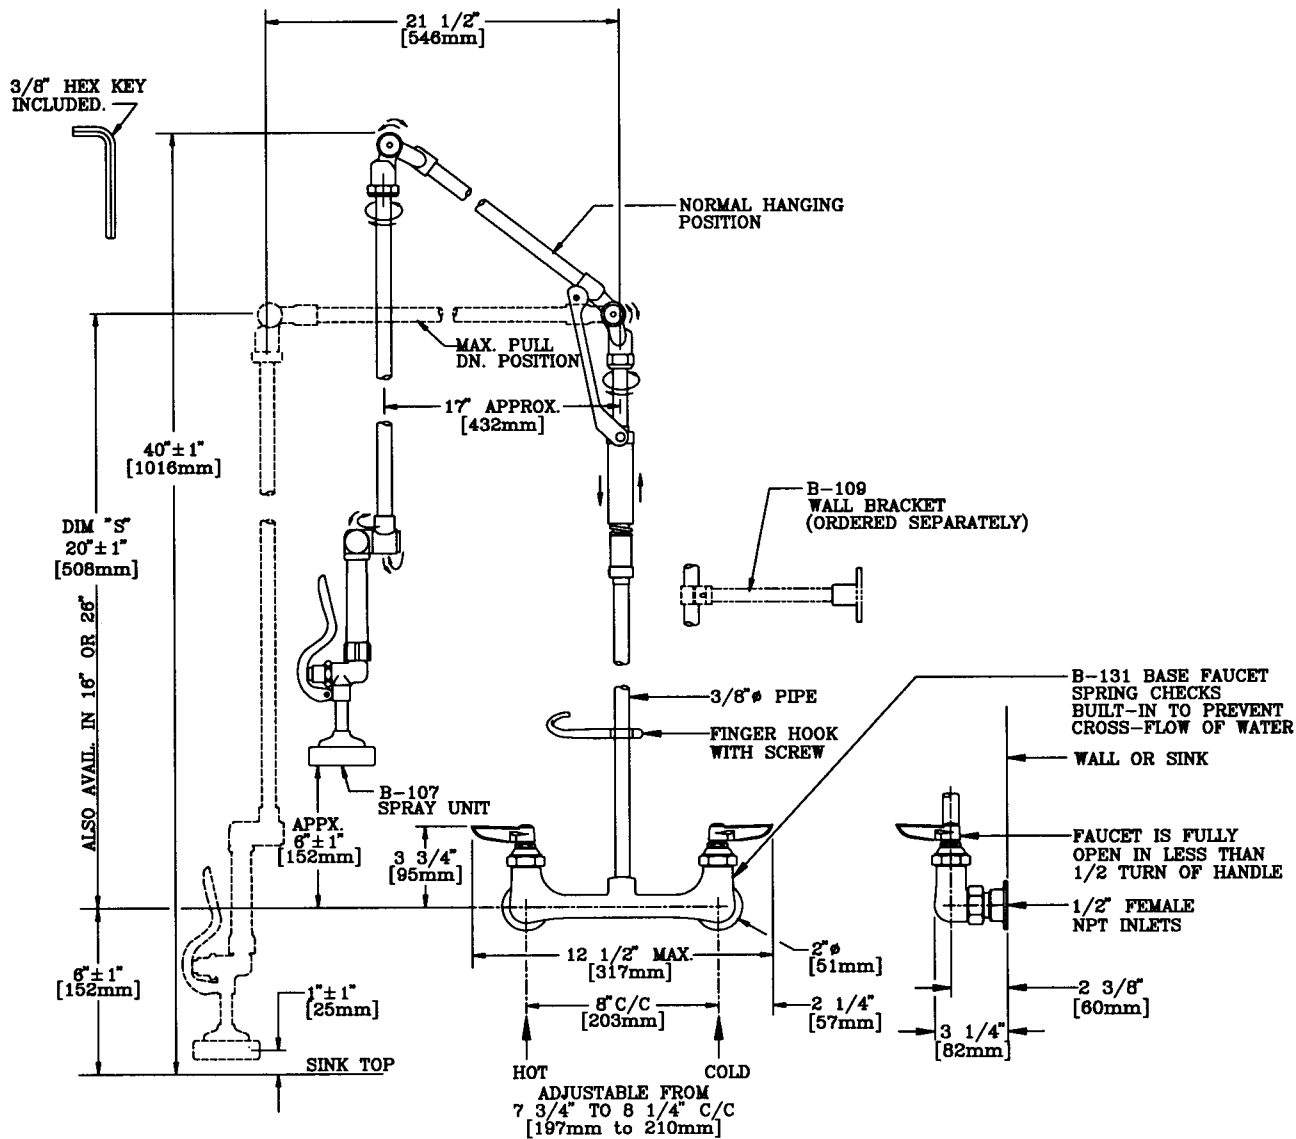 21 1/2"
[546mm]
3/8" HEX KEY
INCLUDED.
NORMAL HANGING
POSITION
MAX. PULL
DN. POSITION
17" APPROX.
[432mm]
40"±1"
[1016mm]
B-109
WALL BRACKET
(ORDERED SEPARATELY)
DIM "S"
20"±1"
[508mm]
ALSO AVAIL. IN 16" OR 26"
B-131 BASE FAUCET
SPRING CHECKS
BUILT-IN TO PREVENT
CROSS-FLOW OF WATER
3/8"ø PIPE
FINGER HOOK
WITH SCREW
WALL OR SINK
B-107
SPRAY UNIT
APPX.
6"±1"
[152mm]
3 3/4"
[95mm]
FAUCET IS FULLY
OPEN IN LESS THAN
1/2 TURN OF HANDLE
1/2" FEMALE
NPT INLETS
2"ø
[51mm]
12 1/2" MAX.
[317mm]
6"±1"
[152mm]
1"±1"
[25mm]
8"C/C
[203mm]
2 1/4"
[57mm]
2 3/8"
[60mm]
3 1/4"
[82mm]
SINK TOP
HOT
COLD
ADJUSTABLE FROM
7 3/4" TO 8 1/4" C/C
[197mm to 210mm]